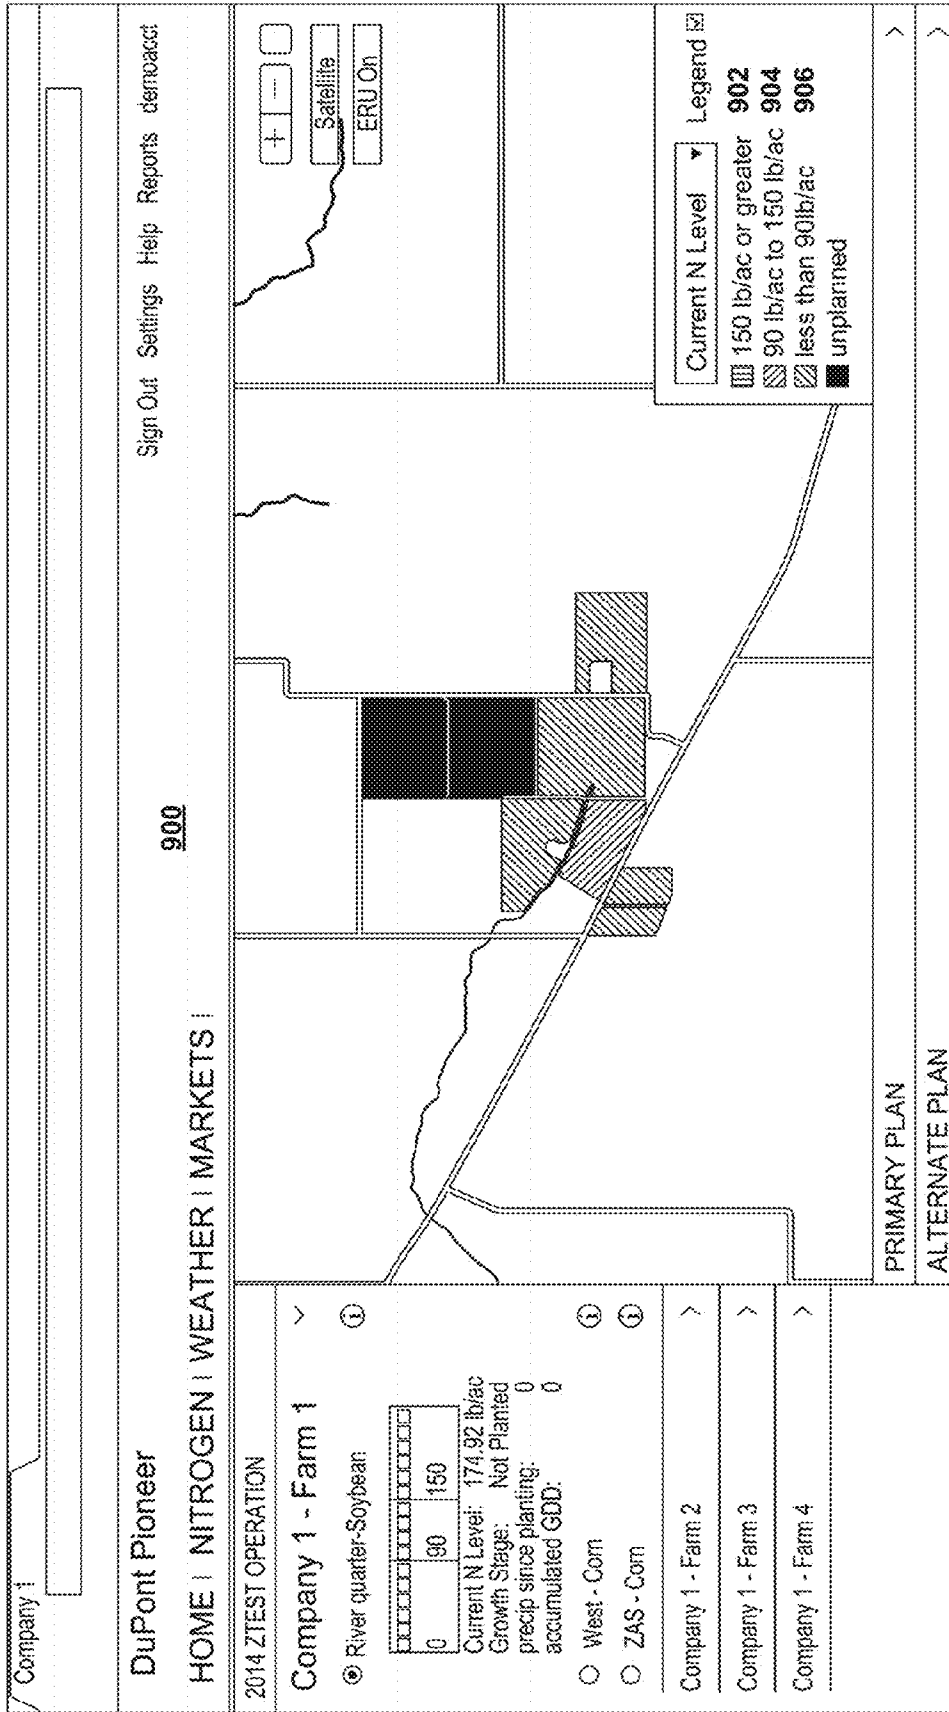 Company 1
DuPont Pioneer
Sign Out Settings Help Reports demoacct
900
HOME | NITROGEN | WEATHER | MARKETS |
2014 ZTEST OPERATION
Company 1 - Farm 1
River quarter-Soybean
0 90 150
Current N Level: 174.92 lb/ac
Growth Stage: Not Planted
precip since planting: 0
accumulated GDD: 0
West - Corn
ZAS - Corn
Company 1 - Farm 2
Company 1 - Farm 3
Company 1 - Farm 4
+ −
Satellite
ERU On
Current N Level ▼ Legend
150 lb/ac or greater 902
90 lb/ac to 150 lb/ac 904
less than 90lb/ac 906
unplanned
PRIMARY PLAN
ALTERNATE PLAN